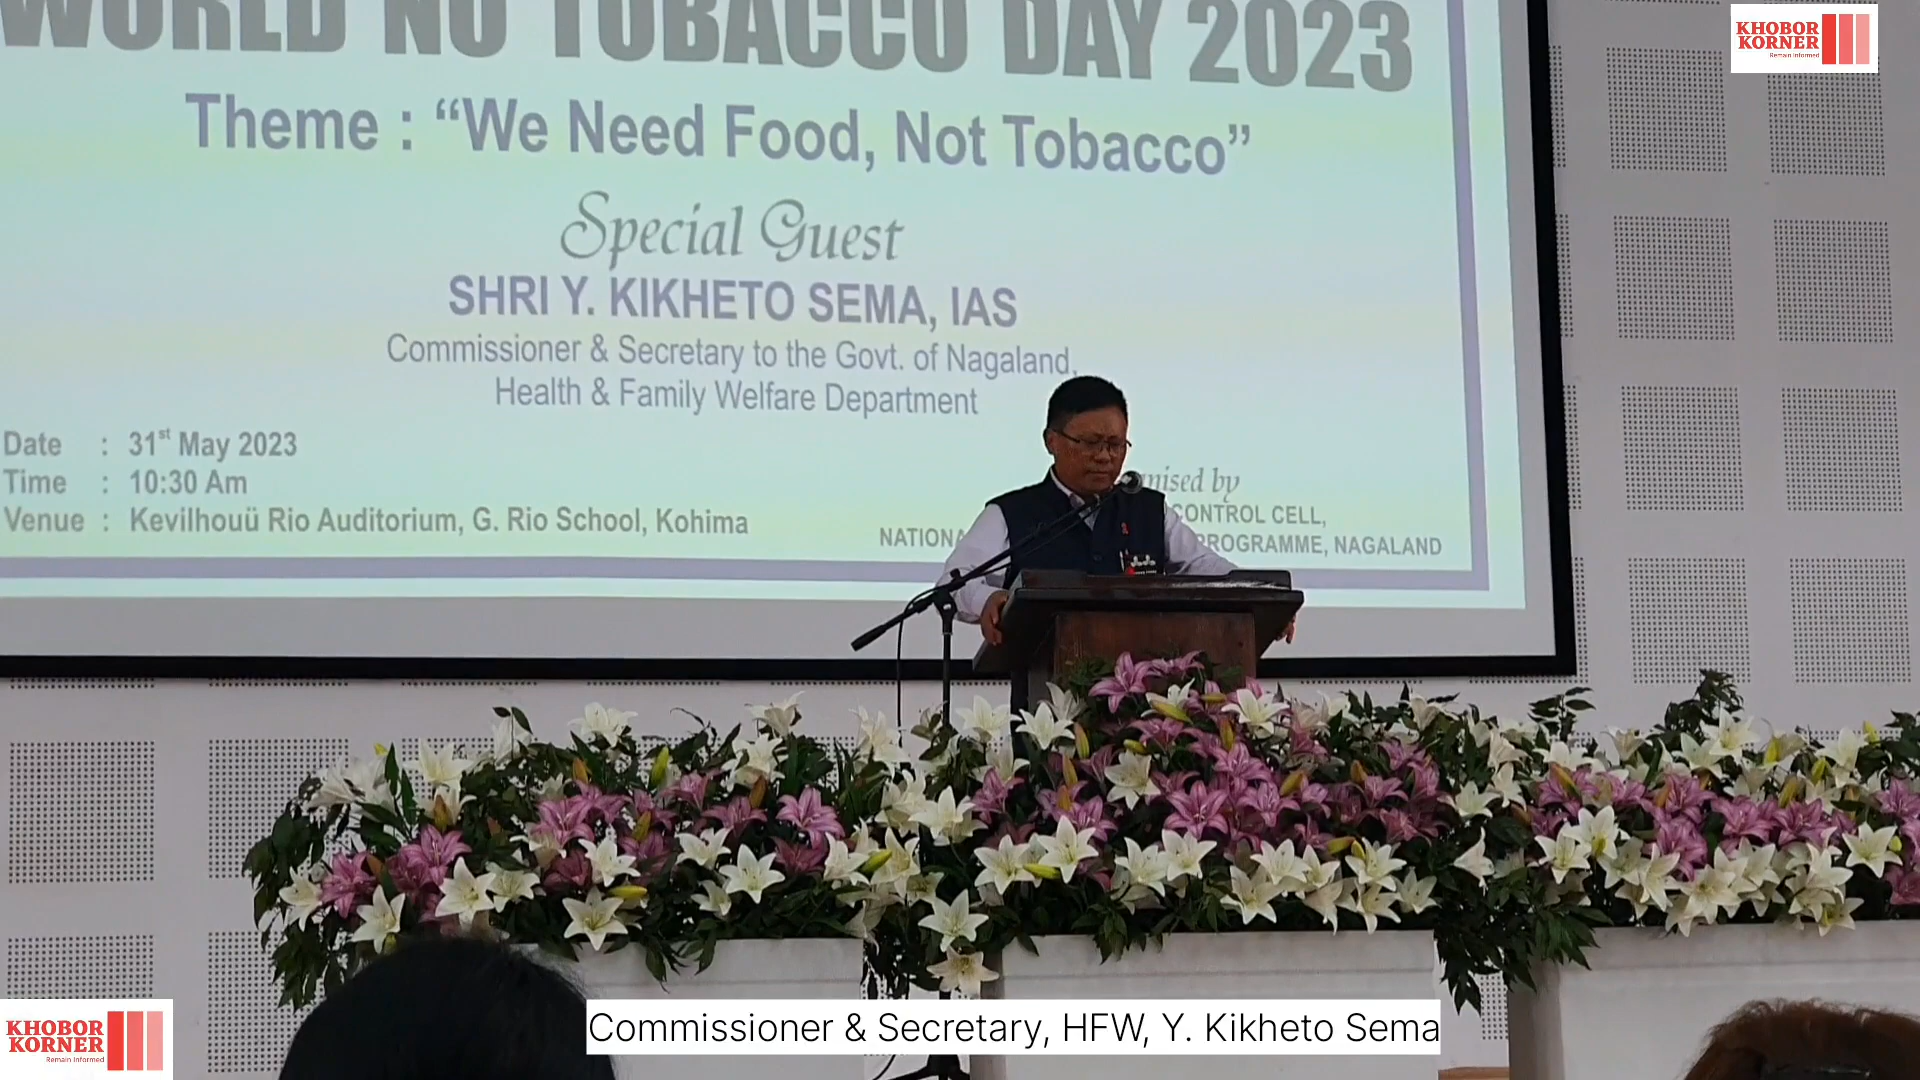 WORLD NO TOBACCO DAY 2023
KHOBOR
KORNER
Remain Informed
Theme : “We Need Food, Not Tobacco”
Special Guest
SHRI Y. KIKHETO SEMA, IAS
Commissioner & Secretary to the Govt. of Nagaland,
Health & Family Welfare Department
Date : 31st May 2023
Time : 10:30 Am
Venue : Kevilhouü Rio Auditorium, G. Rio School, Kohima
by
CONTROL CELL,
PROGRAMME, NAGALAND
KHOBOR
KORNER
Remain Informed
Commissioner & Secretary, HFW, Y. Kikheto Sema